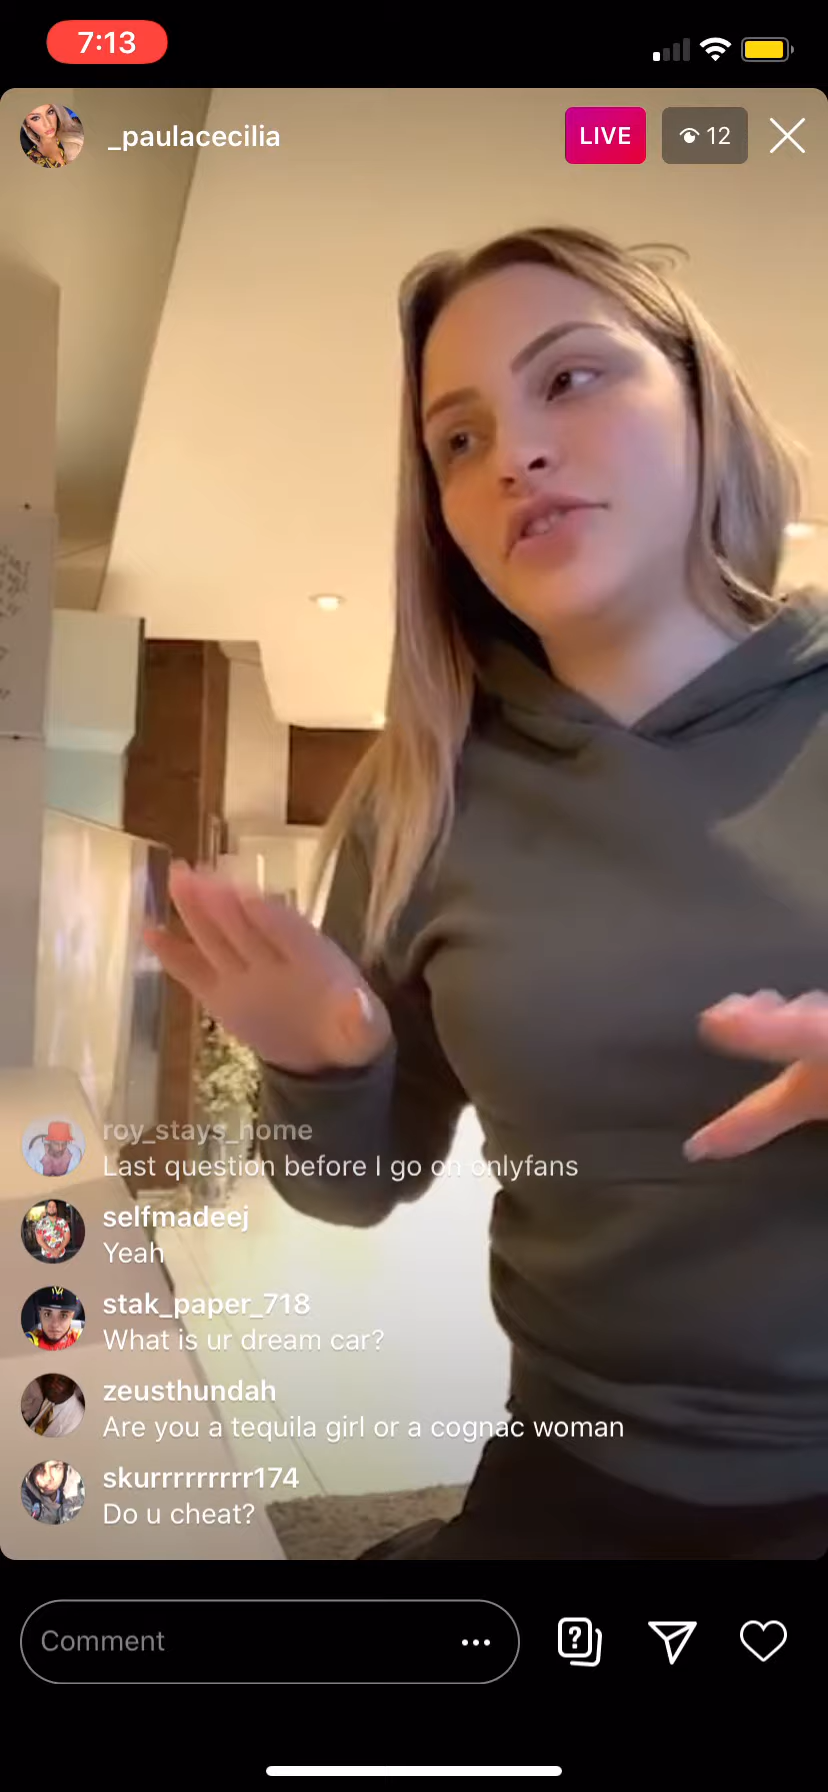 7:13
_paulacecilia
LIVE
12
roy_stays_home
Last question before I go on onlyfans
selfmadeej
Yeah
stak_paper_718
What is ur dream car?
zeusthundah
Are you a tequila girl or a cognac woman
skurrrrrrrrr174
Do u cheat?
Comment